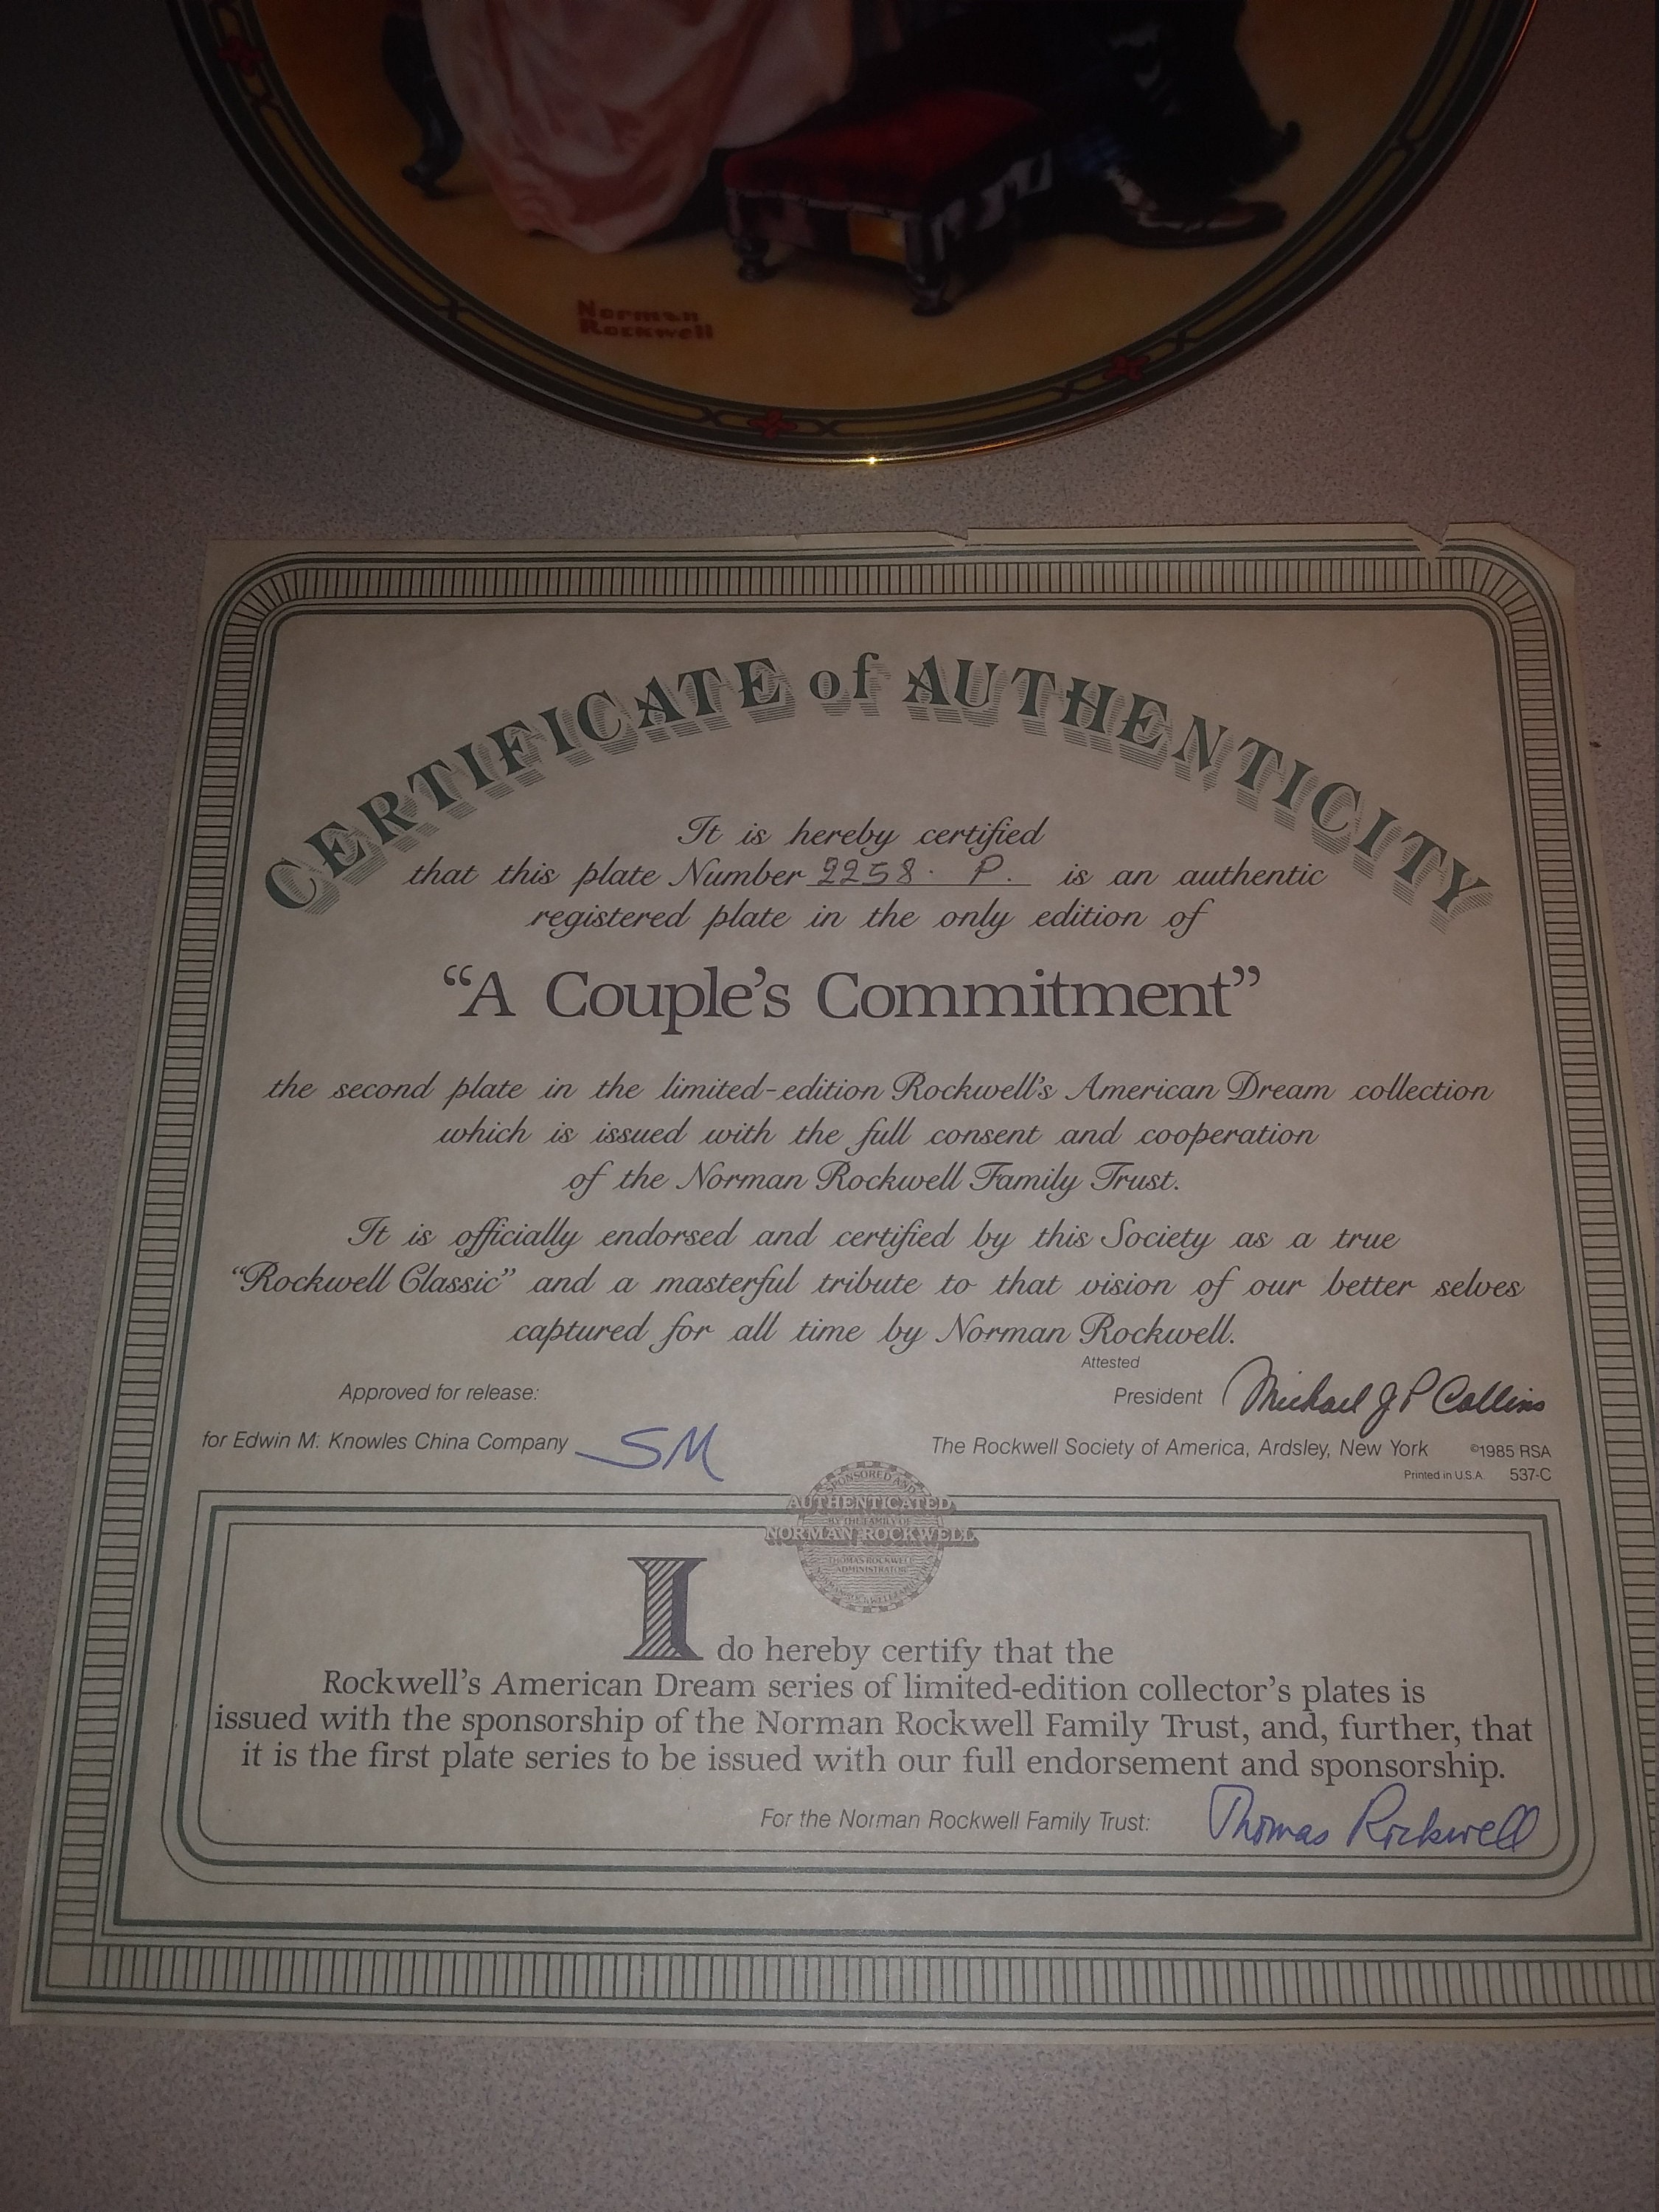 Norman
Rockwell
CERTIFICATE of AUTHENTICITY
It is hereby certified
that this plate Number 2258. P. is an authentic
registered plate in the only edition of
“A Couple’s Commitment”
the second plate in the limited-edition Rockwell’s American Dream collection
which is issued with the full consent and cooperation
of the Norman Rockwell Family Trust.
It is officially endorsed and certified by this Society as a true
“Rockwell Classic” and a masterful tribute to that vision of our better selves
captured for all time by Norman Rockwell.
Attested
Approved for release:
President Michael J P Collins
for Edwin M. Knowles China Company SM
The Rockwell Society of America, Ardsley, New York ©1985 RSA
Printed in U.S.A. 537-C
SPONSORED AND
AUTHENTICATED
BY THE FAMILY OF
NORMAN ROCKWELL
THOMAS ROCKWELL
ADMINISTRATOR
I do hereby certify that the
Rockwell’s American Dream series of limited-edition collector’s plates is
issued with the sponsorship of the Norman Rockwell Family Trust, and, further, that
it is the first plate series to be issued with our full endorsement and sponsorship.
For the Norman Rockwell Family Trust: Thomas Rockwell